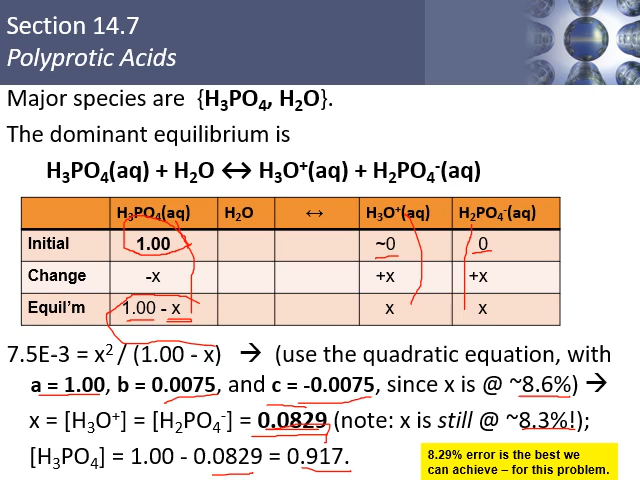 Section 14.7
Polyprotic Acids
Major species are {H₃PO₄, H₂O}.
The dominant equilibrium is
H₃PO₄(aq) + H₂O ↔ H₃O⁺(aq) + H₂PO₄⁻(aq)
H₃PO₄(aq) H₂O ↔ H₃O⁺(aq) H₂PO₄⁻(aq)
Initial 1.00 ~0 0
Change -x +x +x
Equil’m 1.00 - x x x
7.5E-3 = x² / (1.00 - x) → (use the quadratic equation, with
a = 1.00, b = 0.0075, and c = -0.0075, since x is @ ~8.6%) →
x = [H₃O⁺] = [H₂PO₄⁻] = 0.0829 (note: x is still @ ~8.3%!);
[H₃PO₄] = 1.00 - 0.0829 = 0.917.
8.29% error is the best we
can achieve – for this problem.